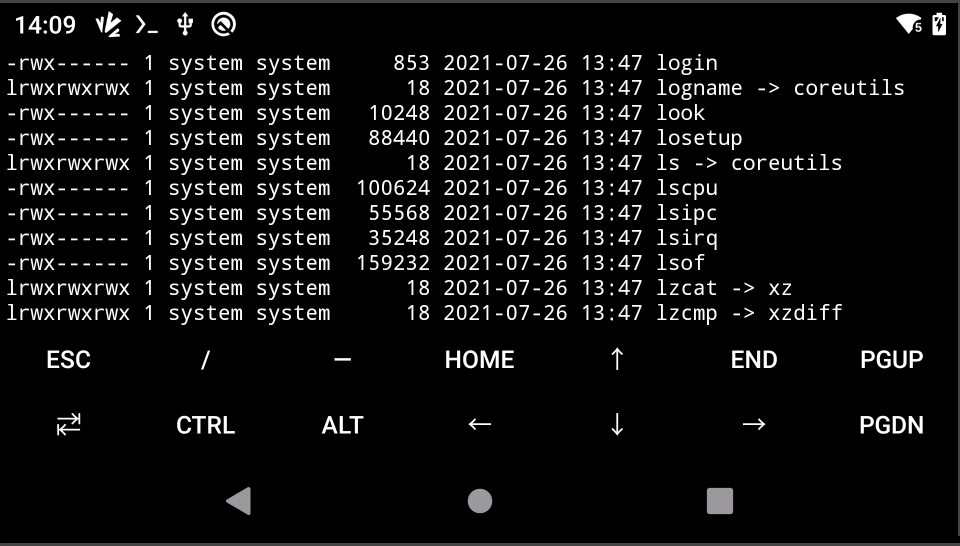 14:09 5
-rwx------ 1 system system     853 2021-07-26 13:47 login
lrwxrwxrwx 1 system system      18 2021-07-26 13:47 logname -> coreutils
-rwx------ 1 system system   10248 2021-07-26 13:47 look
-rwx------ 1 system system   88440 2021-07-26 13:47 losetup
lrwxrwxrwx 1 system system      18 2021-07-26 13:47 ls -> coreutils
-rwx------ 1 system system  100624 2021-07-26 13:47 lscpu
-rwx------ 1 system system   55568 2021-07-26 13:47 lsipc
-rwx------ 1 system system   35248 2021-07-26 13:47 lsirq
-rwx------ 1 system system  159232 2021-07-26 13:47 lsof
lrwxrwxrwx 1 system system      18 2021-07-26 13:47 lzcat -> xz
lrwxrwxrwx 1 system system      18 2021-07-26 13:47 lzcmp -> xzdiff
ESC / — HOME ↑ END PGUP
⇄ CTRL ALT ← ↓ → PGDN